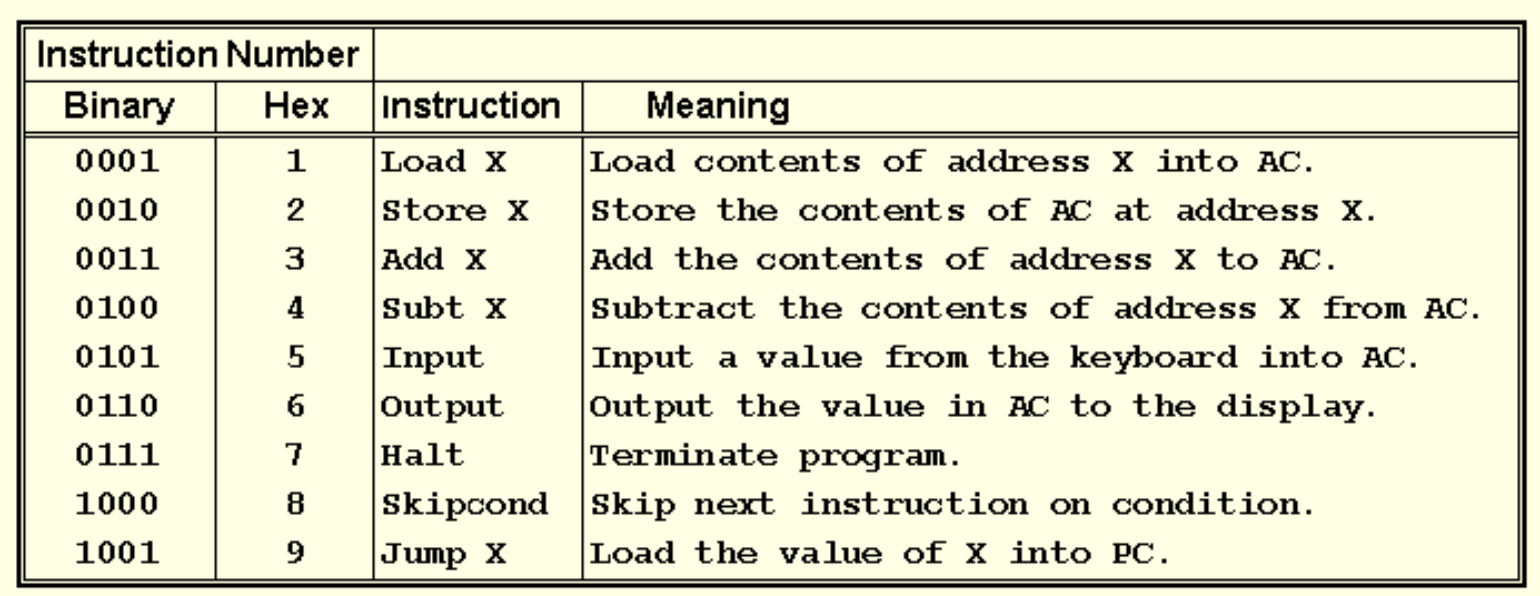 Instruction Number
Binary Hex Instruction Meaning
0001 1 Load X Load contents of address X into AC.
0010 2 Store X Store the contents of AC at address X.
0011 3 Add X Add the contents of address X to AC.
0100 4 Subt X Subtract the contents of address X from AC.
0101 5 Input Input a value from the keyboard into AC.
0110 6 Output Output the value in AC to the display.
0111 7 Halt Terminate program.
1000 8 Skipcond Skip next instruction on condition.
1001 9 Jump X Load the value of X into PC.